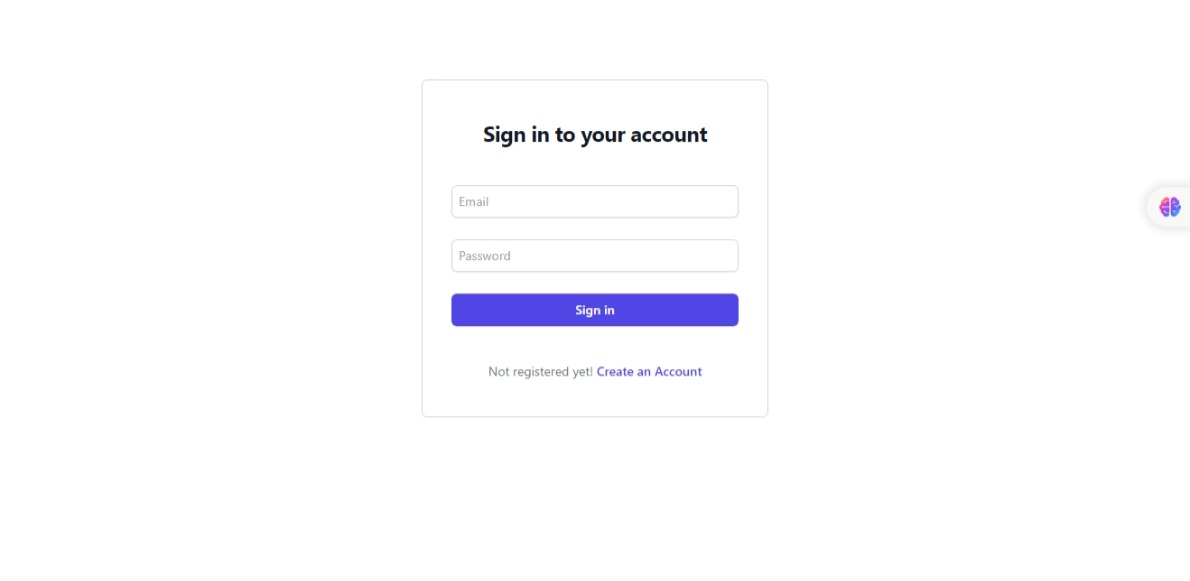 Sign in to your account
Email
Password
Sign in
Not registered yet! Create an Account